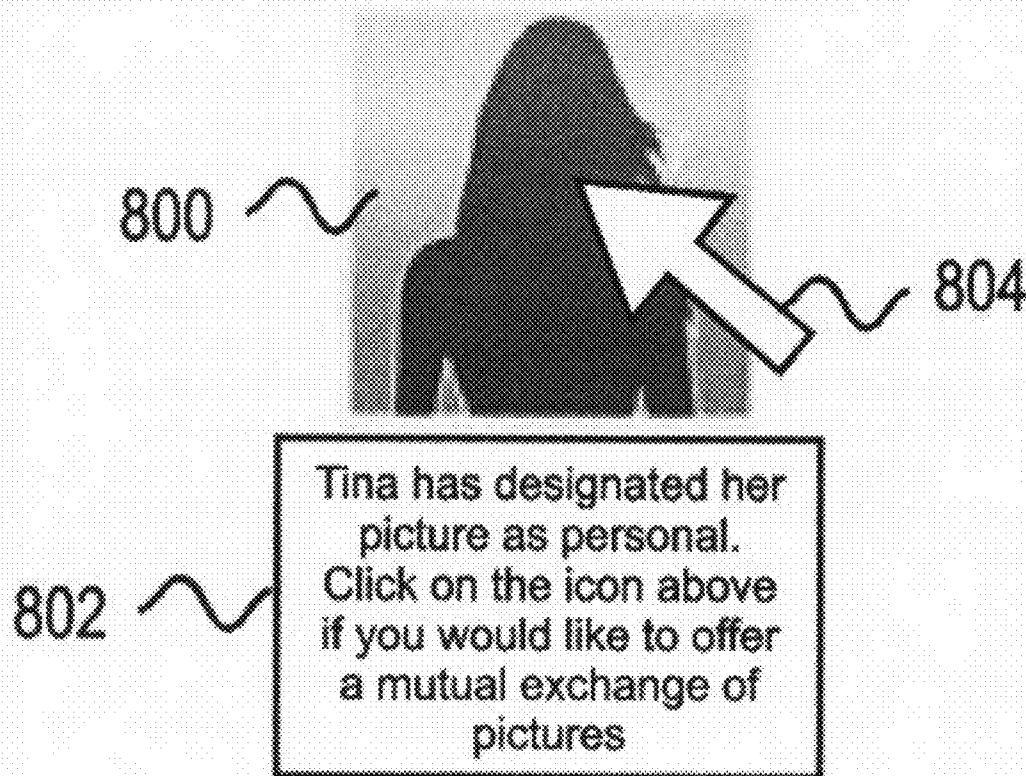 800
804
Tina has designated her
picture as personal.
Click on the icon above
if you would like to offer
a mutual exchange of
pictures
802